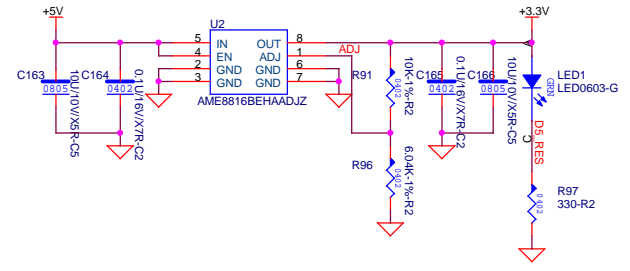 +5V
+3.3V
U2
5 IN OUT 8
4 EN ADJ 1
2 GND GND 6
3 GND GND 7
AME8816BEHAADJZ
ADJ
C163
0805
10U/10V/X5R-C5
C164
0402
0.1U/16V/X7R-C2
R91
0402
10K-1%-R2
C165
0402
0.1U/16V/X7R-C2
C166
0805
10U/10V/X5R-C5
A
LED1
LED0603-G
GRN
C
D5_RES
R96
0402
6.04K-1%-R2
R97
330-R2
0402